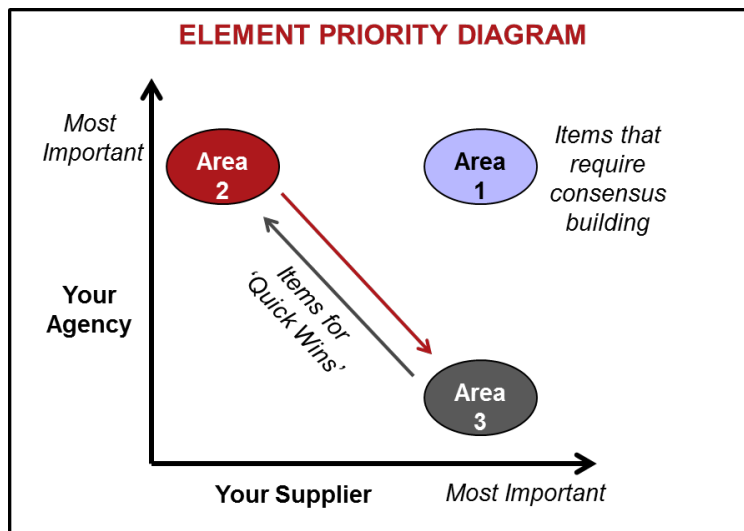 ELEMENT PRIORITY DIAGRAM
Most
Important
Area
2
Area
1
Items that
require
consensus
building
Your
Agency
Items for
‘Quick Wins’
Area
3
Your Supplier
Most Important